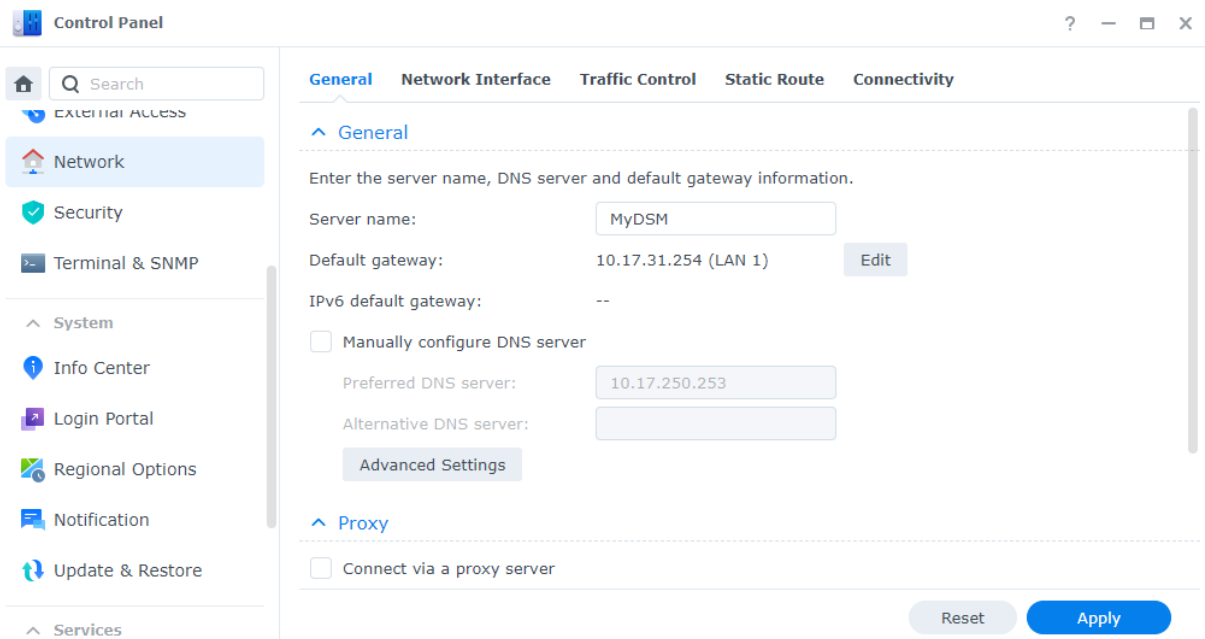 Control Panel
?
Search
External Access
Network
Security
Terminal & SNMP
System
Info Center
Login Portal
Regional Options
Notification
Update & Restore
Services
General Network Interface Traffic Control Static Route Connectivity
General
Enter the server name, DNS server and default gateway information.
Server name: MyDSM
Default gateway: 10.17.31.254 (LAN 1) Edit
IPv6 default gateway: --
Manually configure DNS server
Preferred DNS server: 10.17.250.253
Alternative DNS server:
Advanced Settings
Proxy
Connect via a proxy server
Reset Apply